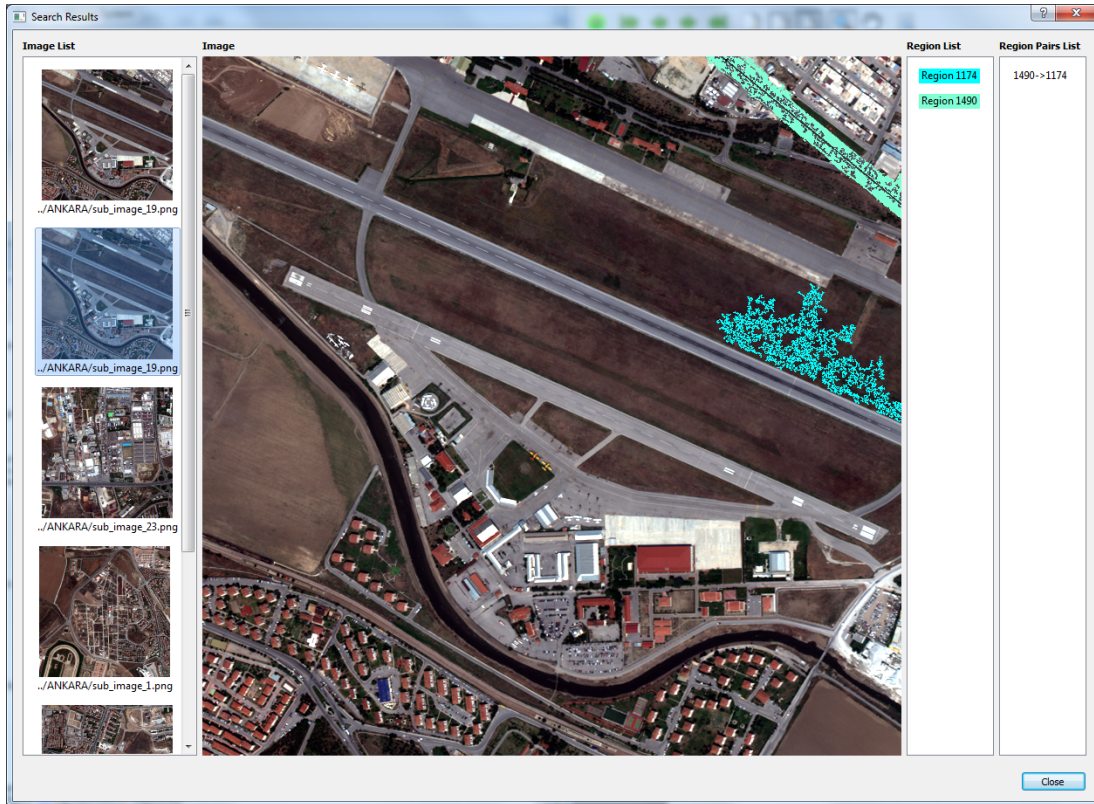 Search Results
Image List
Image
Region List
Region Pairs List
../ANKARA/sub_image_19.png
../ANKARA/sub_image_19.png
../ANKARA/sub_image_23.png
../ANKARA/sub_image_1.png
Region 1174
Region 1490
1490->1174
Close